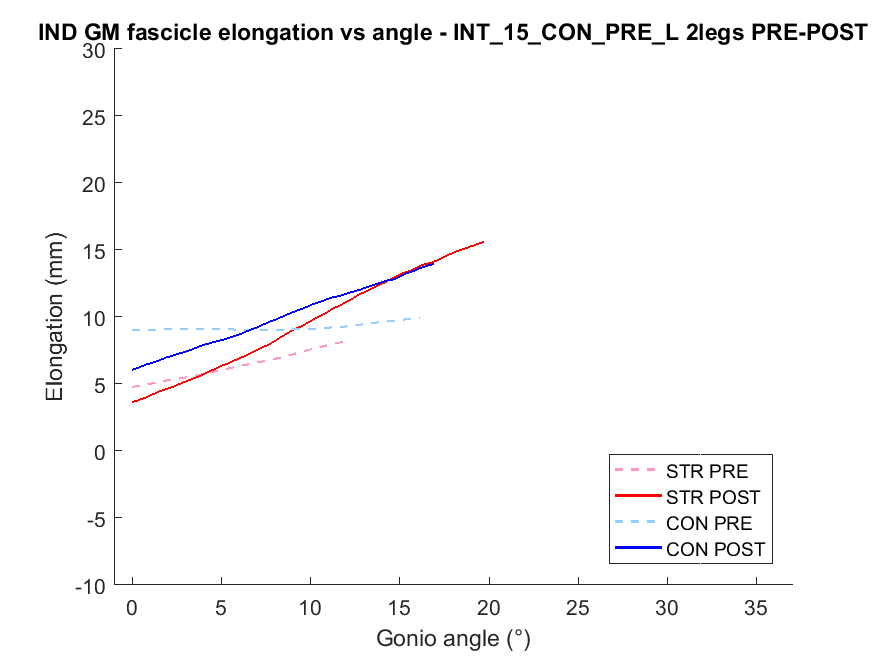 IND GM fascicle elongation vs angle - INT_15_CON_PRE_L 2legs PRE-POST
30
25
20
15
10
5
0
-5
-10
Elongation (mm)
0 5 10 15 20 25 30 35
Gonio angle (°)
STR PRE
STR POST
CON PRE
CON POST